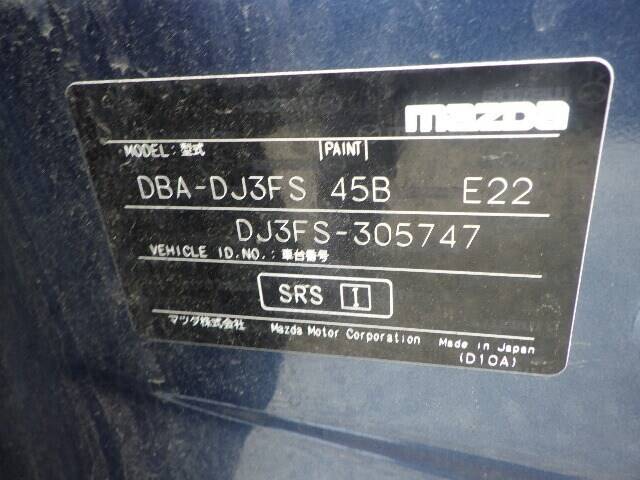 mazda
MODEL: 型式 PAINT
DBA-DJ3FS 45B E22
DJ3FS-305747
VEHICLE ID.NO.: 車台番号
SRS I
マツダ株式会社 Mazda Motor Corporation Made in Japan
(D10A)